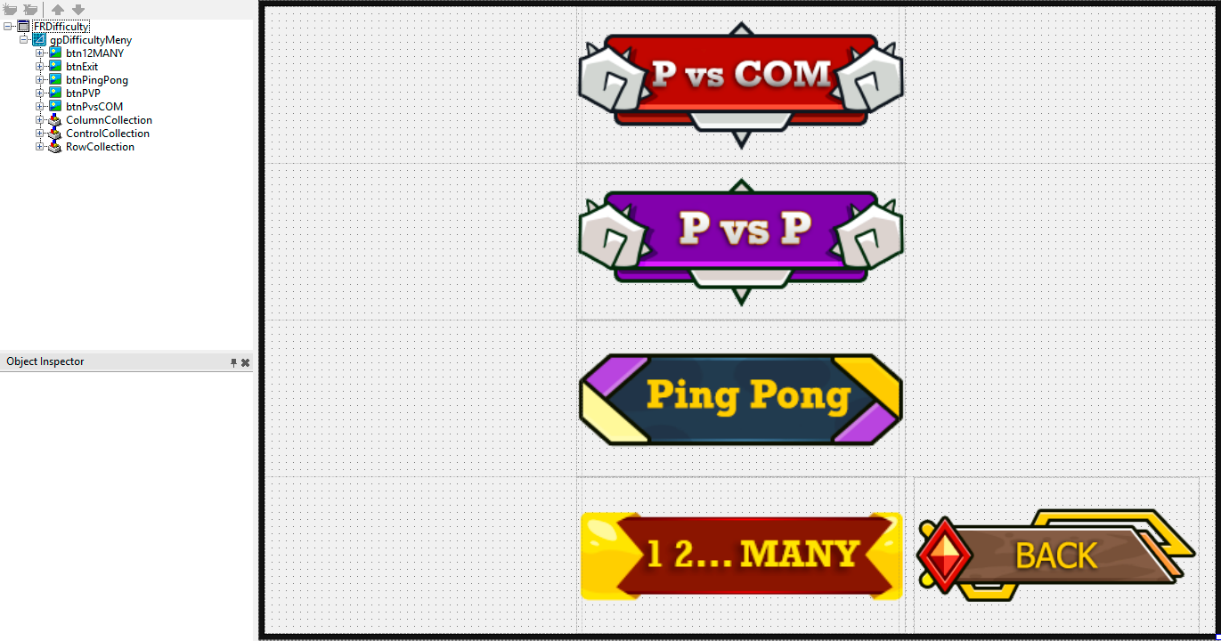 FRDifficulty
gpDifficultyMeny
btn12MANY
btnExit
btnPingPong
btnPVP
btnPvsCOM
ColumnCollection
ControlCollection
RowCollection
Object Inspector
P vs COM
P vs P
Ping Pong
1 2... MANY
BACK